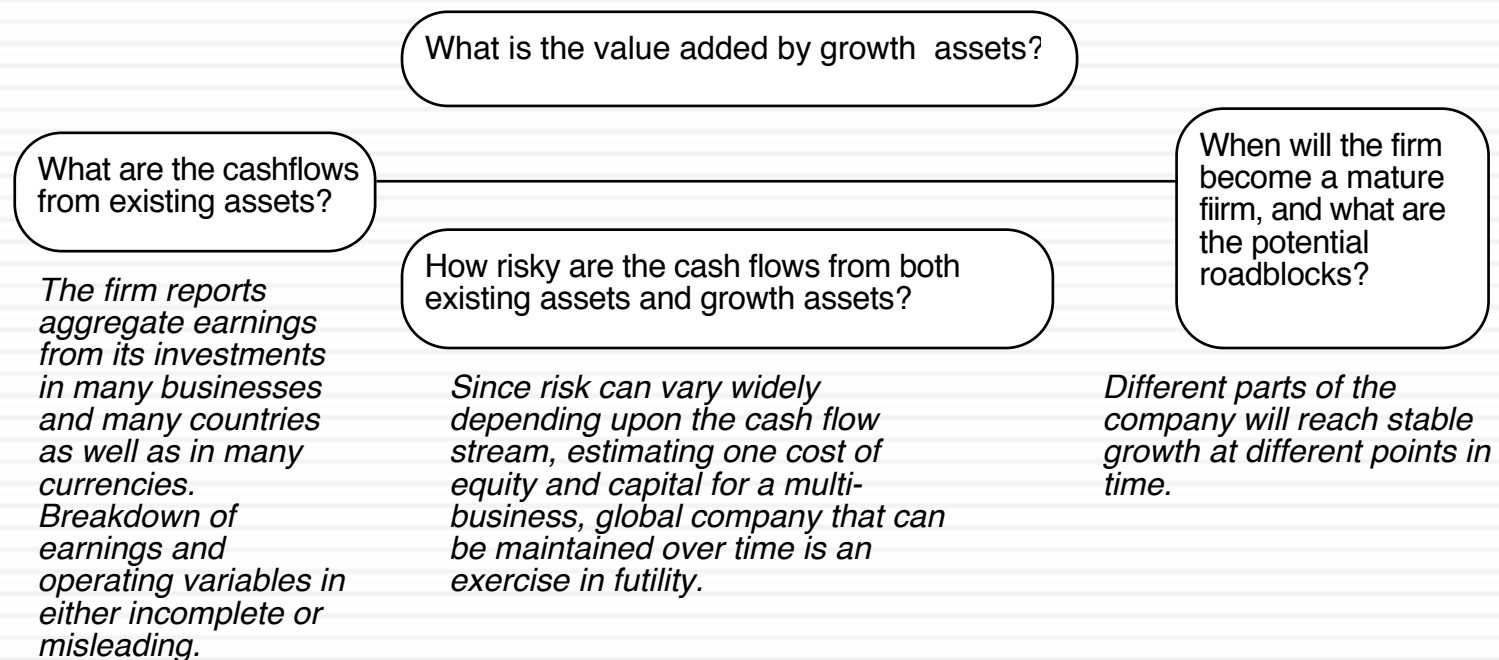 What is the value added by growth  assets?
What are the cashflows
from existing assets?
When will the firm
become a mature
fiirm, and what are
the potential
roadblocks?
How risky are the cash flows from both
existing assets and growth assets?
The firm reports
aggregate earnings
from its investments
in many businesses
and many countries
as well as in many
currencies.
Breakdown of
earnings and
operating variables in
either incomplete or
misleading.
Since risk can vary widely
depending upon the cash flow
stream, estimating one cost of
equity and capital for a multi-
business, global company that can
be maintained over time is an
exercise in futility.
Different parts of the
company will reach stable
growth at different points in
time.